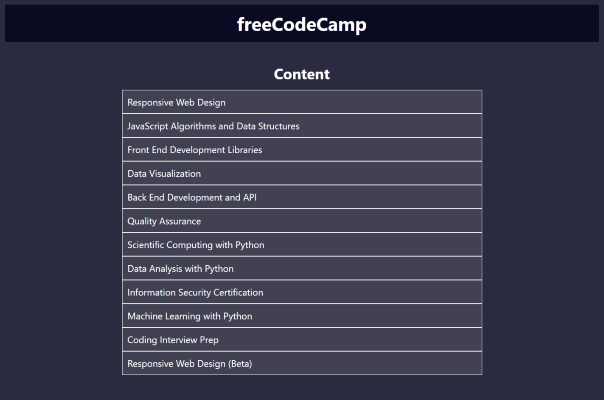 freeCodeCamp
Content
Responsive Web Design
JavaScript Algorithms and Data Structures
Front End Development Libraries
Data Visualization
Back End Development and API
Quality Assurance
Scientific Computing with Python
Data Analysis with Python
Information Security Certification
Machine Learning with Python
Coding Interview Prep
Responsive Web Design (Beta)